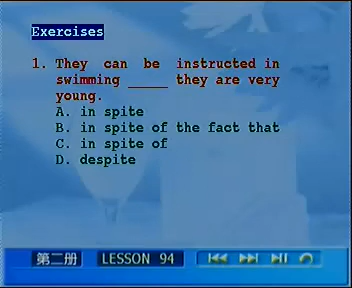 Exercises
1. They can be instructed in
swimming _____ they are very
young.
A. in spite
B. in spite of the fact that
C. in spite of
D. despite
第二册 LESSON 94